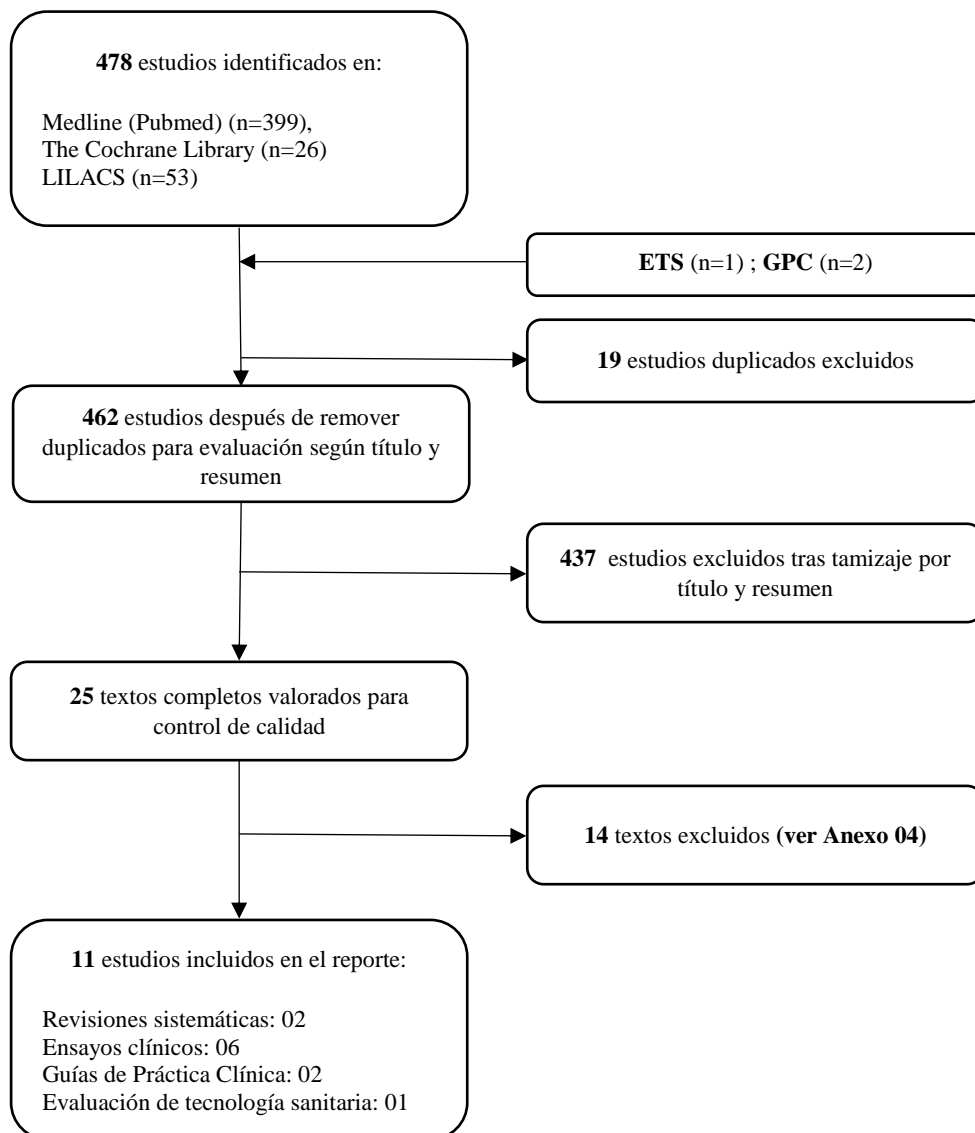 478 estudios identificados en:
Medline (Pubmed) (n=399),
The Cochrane Library (n=26)
LILACS (n=53)
ETS (n=1) ; GPC (n=2)
19 estudios duplicados excluidos
462 estudios después de remover
duplicados para evaluación según título y
resumen
437 estudios excluidos tras tamizaje por
título y resumen
25 textos completos valorados para
control de calidad
14 textos excluidos (ver Anexo 04)
11 estudios incluidos en el reporte:
Revisiones sistemáticas: 02
Ensayos clínicos: 06
Guías de Práctica Clínica: 02
Evaluación de tecnología sanitaria: 01